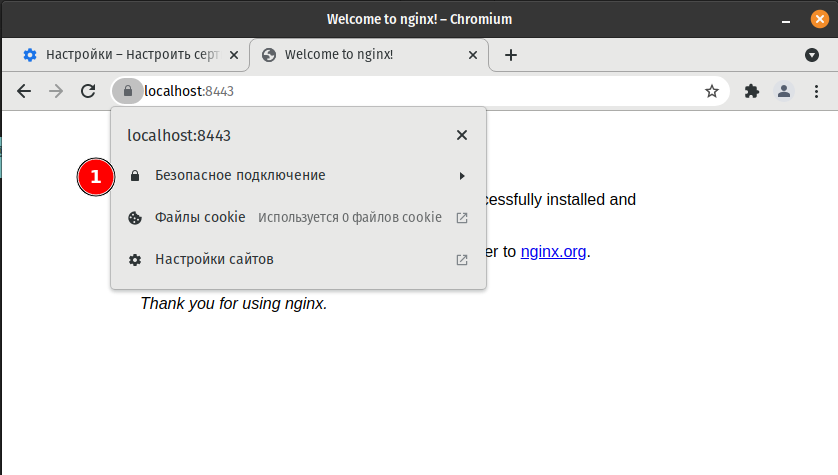 Welcome to nginx! – Chromium
Настройки – Настроить серт
Welcome to nginx!
localhost:8443
localhost:8443
1
Безопасное подключение
Файлы cookie Используется 0 файлов cookie
Настройки сайтов
cessfully installed and
er to nginx.org.
Thank you for using nginx.